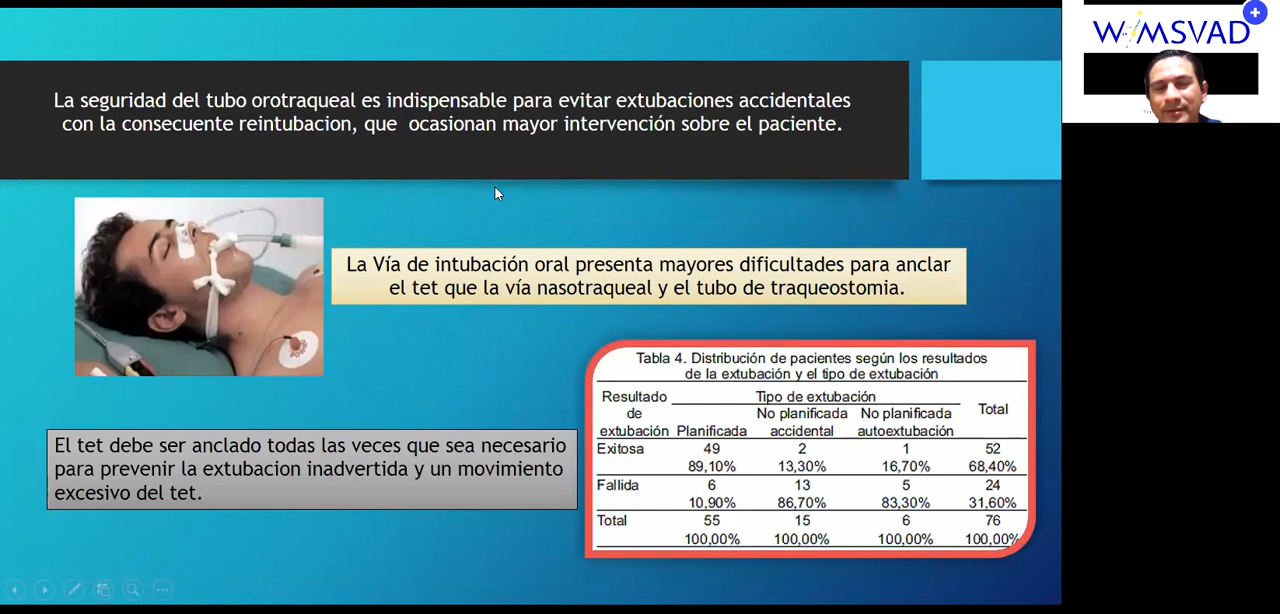 La seguridad del tubo orotraqueal es indispensable para evitar extubaciones accidentales
con la consecuente reintubacion, que ocasionan mayor intervención sobre el paciente.
WiMSVAD
La Vía de intubación oral presenta mayores dificultades para anclar
el tet que la vía nasotraqueal y el tubo de traqueostomia.
El tet debe ser anclado todas las veces que sea necesario
para prevenir la extubacion inadvertida y un movimiento
excesivo del tet.
Tabla 4. Distribución de pacientes según los resultados
de la extubación y el tipo de extubación
Resultado de extubación Tipo de extubación Total
Planificada No planificada accidental No planificada autoextubación
Exitosa 49 2 1 52
89,10% 13,30% 16,70% 68,40%
Fallida 6 13 5 24
10,90% 86,70% 83,30% 31,60%
Total 55 15 6 76
100,00% 100,00% 100,00% 100,00%